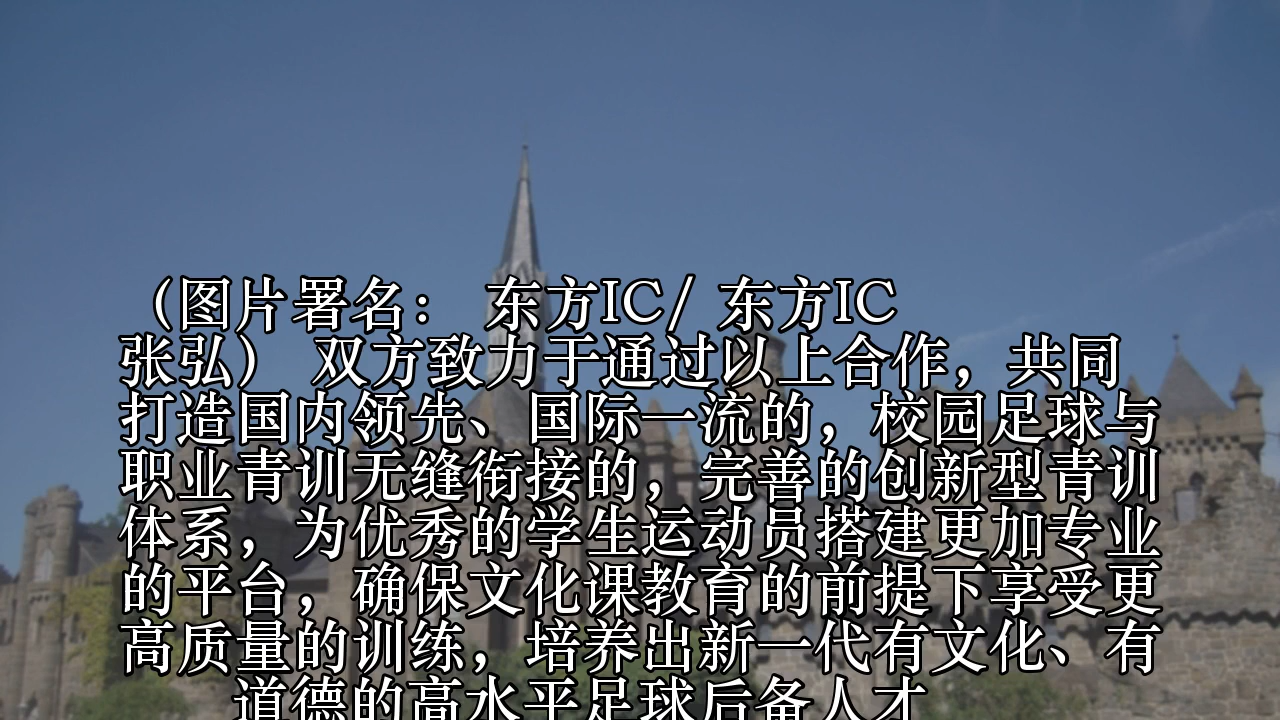 （图片署名： 东方IC/ 东方IC
张弘） 双方致力于通过以上合作，共同
打造国内领先、国际一流的，校园足球与
职业青训无缝衔接的，完善的创新型青训
体系，为优秀的学生运动员搭建更加专业
的平台，确保文化课教育的前提下享受更
高质量的训练，培养出新一代有文化、有
道德的高水平足球后备人才